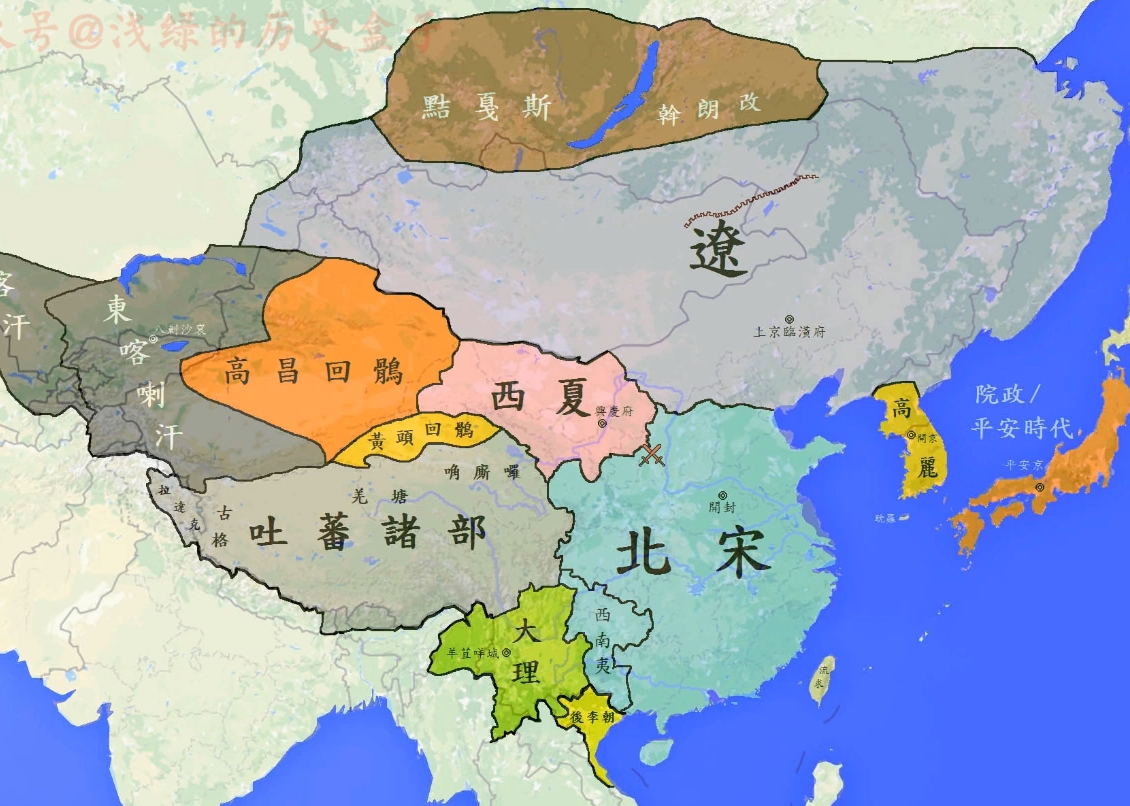 众号@浅绿的历史盒子
黠戛斯
斡朗改
遼
上京臨潢府
客
汗
東
喀
喇
汗
八剌沙袞
高昌回鶻
西夏
興慶府
黃頭回鶻
唃廝囉
羌塘
拉
達
克
古
格
吐蕃諸部
北宋
開封
高
麗
開京
院政/
平安時代
平安京
耽羅
大
理
羊苴咩城
西
南
夷
後李朝
流
求